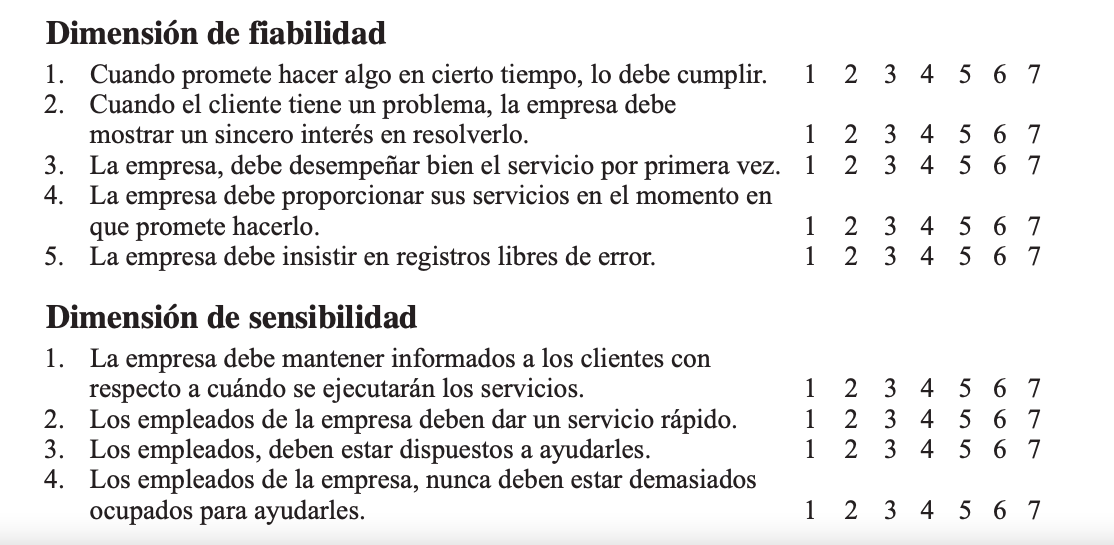 Dimensión de fiabilidad
1. Cuando promete hacer algo en cierto tiempo, lo debe cumplir. 1 2 3 4 5 6 7
2. Cuando el cliente tiene un problema, la empresa debe
mostrar un sincero interés en resolverlo. 1 2 3 4 5 6 7
3. La empresa, debe desempeñar bien el servicio por primera vez. 1 2 3 4 5 6 7
4. La empresa debe proporcionar sus servicios en el momento en
que promete hacerlo. 1 2 3 4 5 6 7
5. La empresa debe insistir en registros libres de error. 1 2 3 4 5 6 7
Dimensión de sensibilidad
1. La empresa debe mantener informados a los clientes con
respecto a cuándo se ejecutarán los servicios. 1 2 3 4 5 6 7
2. Los empleados de la empresa deben dar un servicio rápido. 1 2 3 4 5 6 7
3. Los empleados, deben estar dispuestos a ayudarles. 1 2 3 4 5 6 7
4. Los empleados de la empresa, nunca deben estar demasiados
ocupados para ayudarles. 1 2 3 4 5 6 7